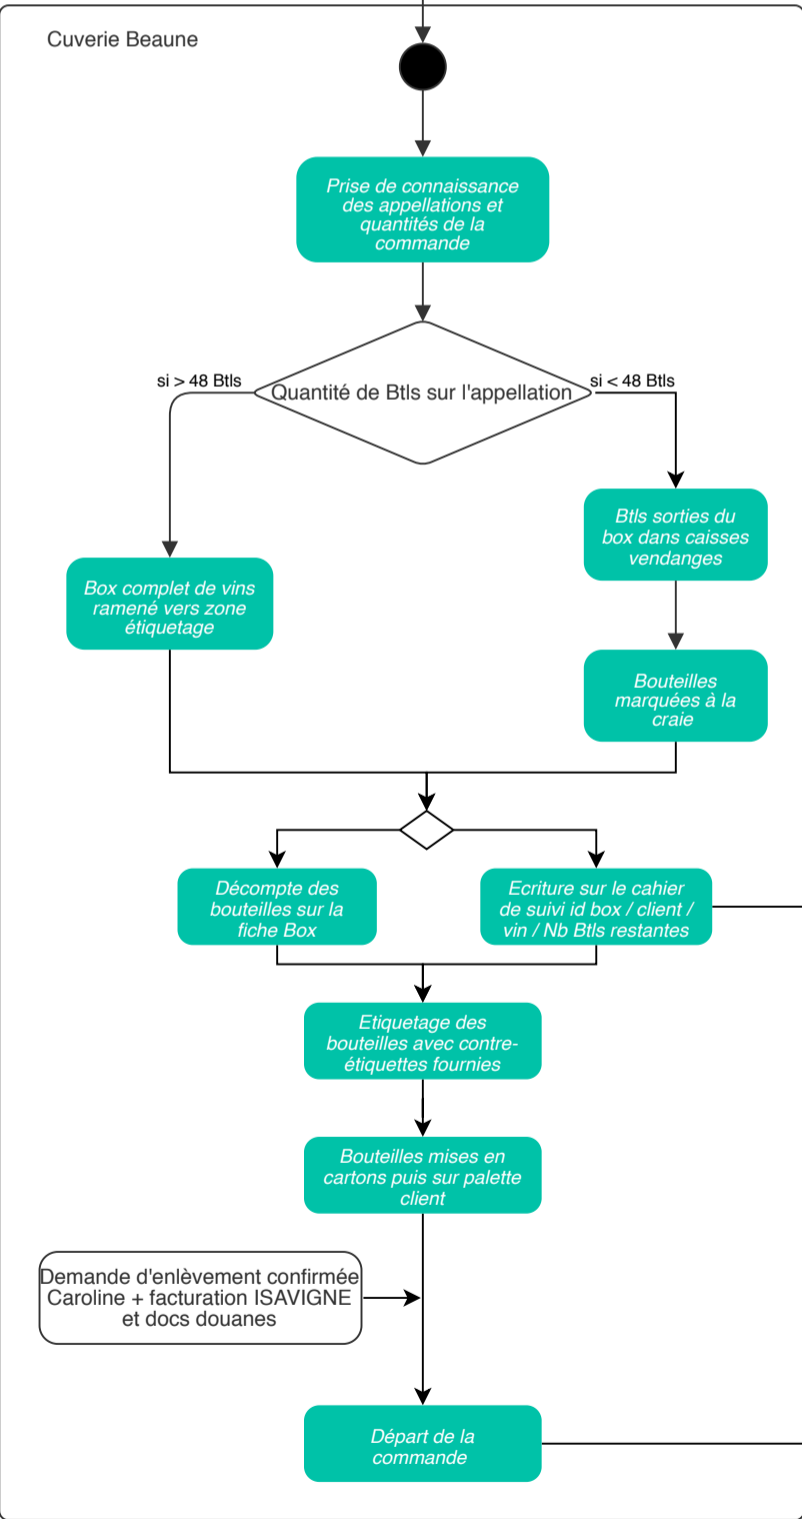 Cuverie Beaune
Prise de connaissance
des appellations et
quantités de la
commande
si > 48 Btls
Quantité de Btls sur l'appellation
si < 48 Btls
Btls sorties du
box dans caisses
vendanges
Box complet de vins
ramené vers zone
étiquetage
Bouteilles
marquées à la
craie
Décompte des
bouteilles sur la
fiche Box
Ecriture sur le cahier
de suivi id box / client /
vin / Nb Btls restantes
Etiquetage des
bouteilles avec contre-
étiquettes fournies
Bouteilles mises en
cartons puis sur palette
client
Demande d'enlèvement confirmée
Caroline + facturation ISAVIGNE
et docs douanes
Départ de la
commande